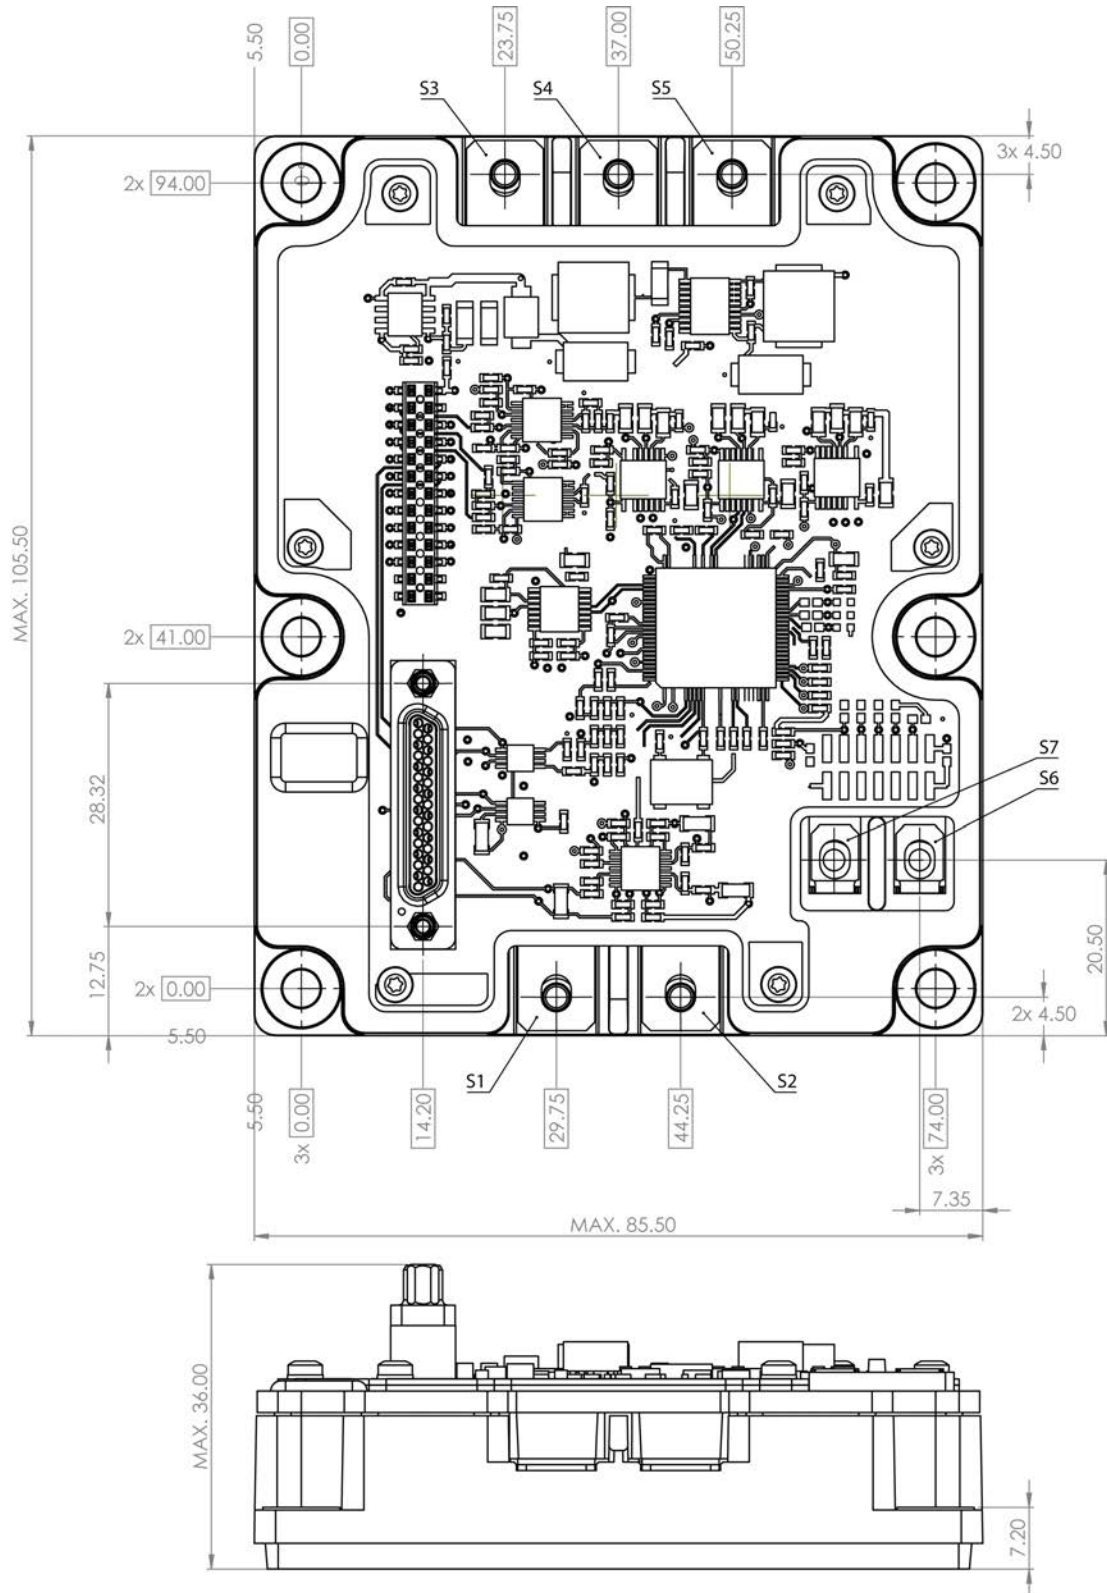 5.50
0.00
23.75
37.00
50.25
S3
S4
S5
3x 4.50
2x 94.00
MAX. 105.50
2x 41.00
28.32
S7
S6
12.75
20.50
2x 0.00
5.50
2x 4.50
S1
S2
5.50
3x 0.00
14.20
29.75
44.25
3x 74.00
7.35
MAX. 85.50
MAX. 36.00
7.20